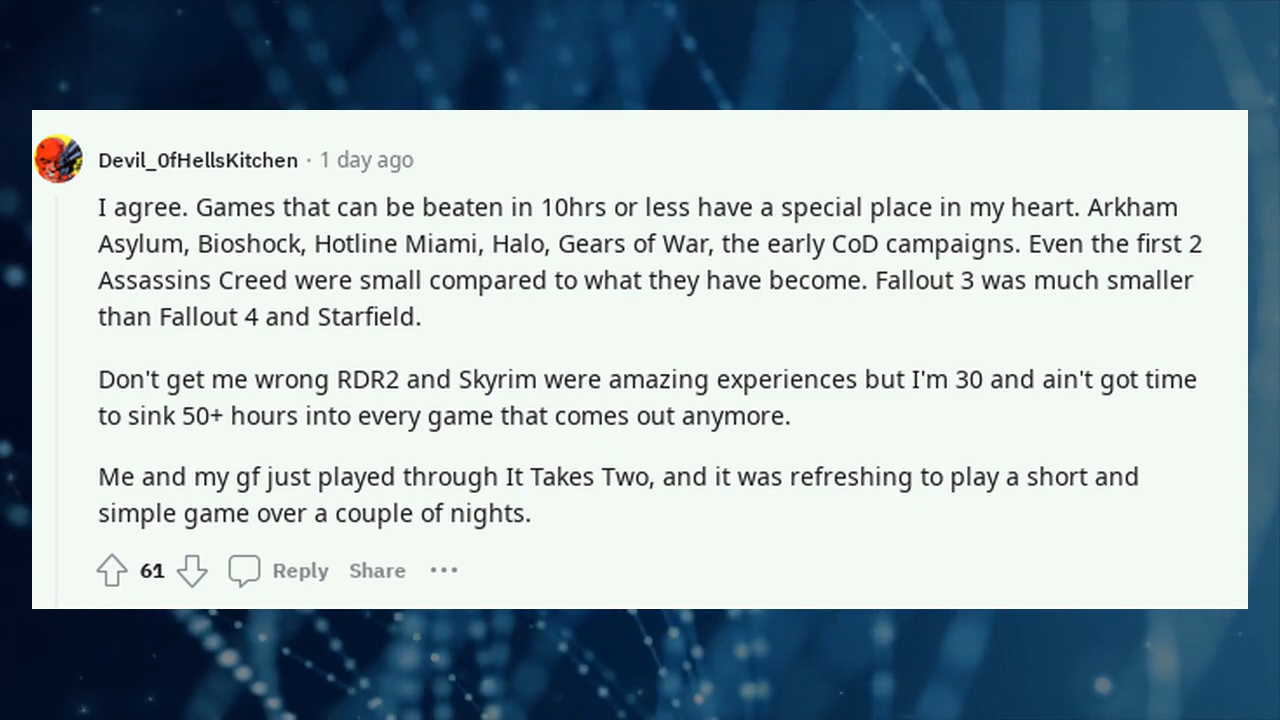 Devil_0fHellsKitchen · 1 day ago
I agree. Games that can be beaten in 10hrs or less have a special place in my heart. Arkham
Asylum, Bioshock, Hotline Miami, Halo, Gears of War, the early CoD campaigns. Even the first 2
Assassins Creed were small compared to what they have become. Fallout 3 was much smaller
than Fallout 4 and Starfield.
Don't get me wrong RDR2 and Skyrim were amazing experiences but I'm 30 and ain't got time
to sink 50+ hours into every game that comes out anymore.
Me and my gf just played through It Takes Two, and it was refreshing to play a short and
simple game over a couple of nights.
61 Reply Share ···